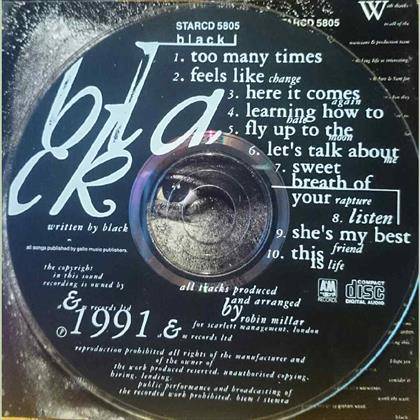 STARCD 5805
STARCD 5805
black
1. too many times
2. feels like change
3. here it comes again
4. learning how to hate
5. fly up to the moon
6. let's talk about me
7. sweet
breath of
your rapture
8. listen
9. she's my best friend
10. this is life
black
written by black
all songs published by gallo music publishers.
the copyright
in this sound
recording is owned by
a & m records ltd
all tracks produced
and arranged
by robin millar
for scarlett management, london
℗ 1991 a & m records ltd
A&M RECORDS
COMPACT disc DIGITAL AUDIO
reproduction prohibited all rights of the manufacturer and
of the owner of
the work produced reserved. unauthorised copying,
hiring, lending,
public performance and broadcasting of
the recorded work prohibited. biem / stemra